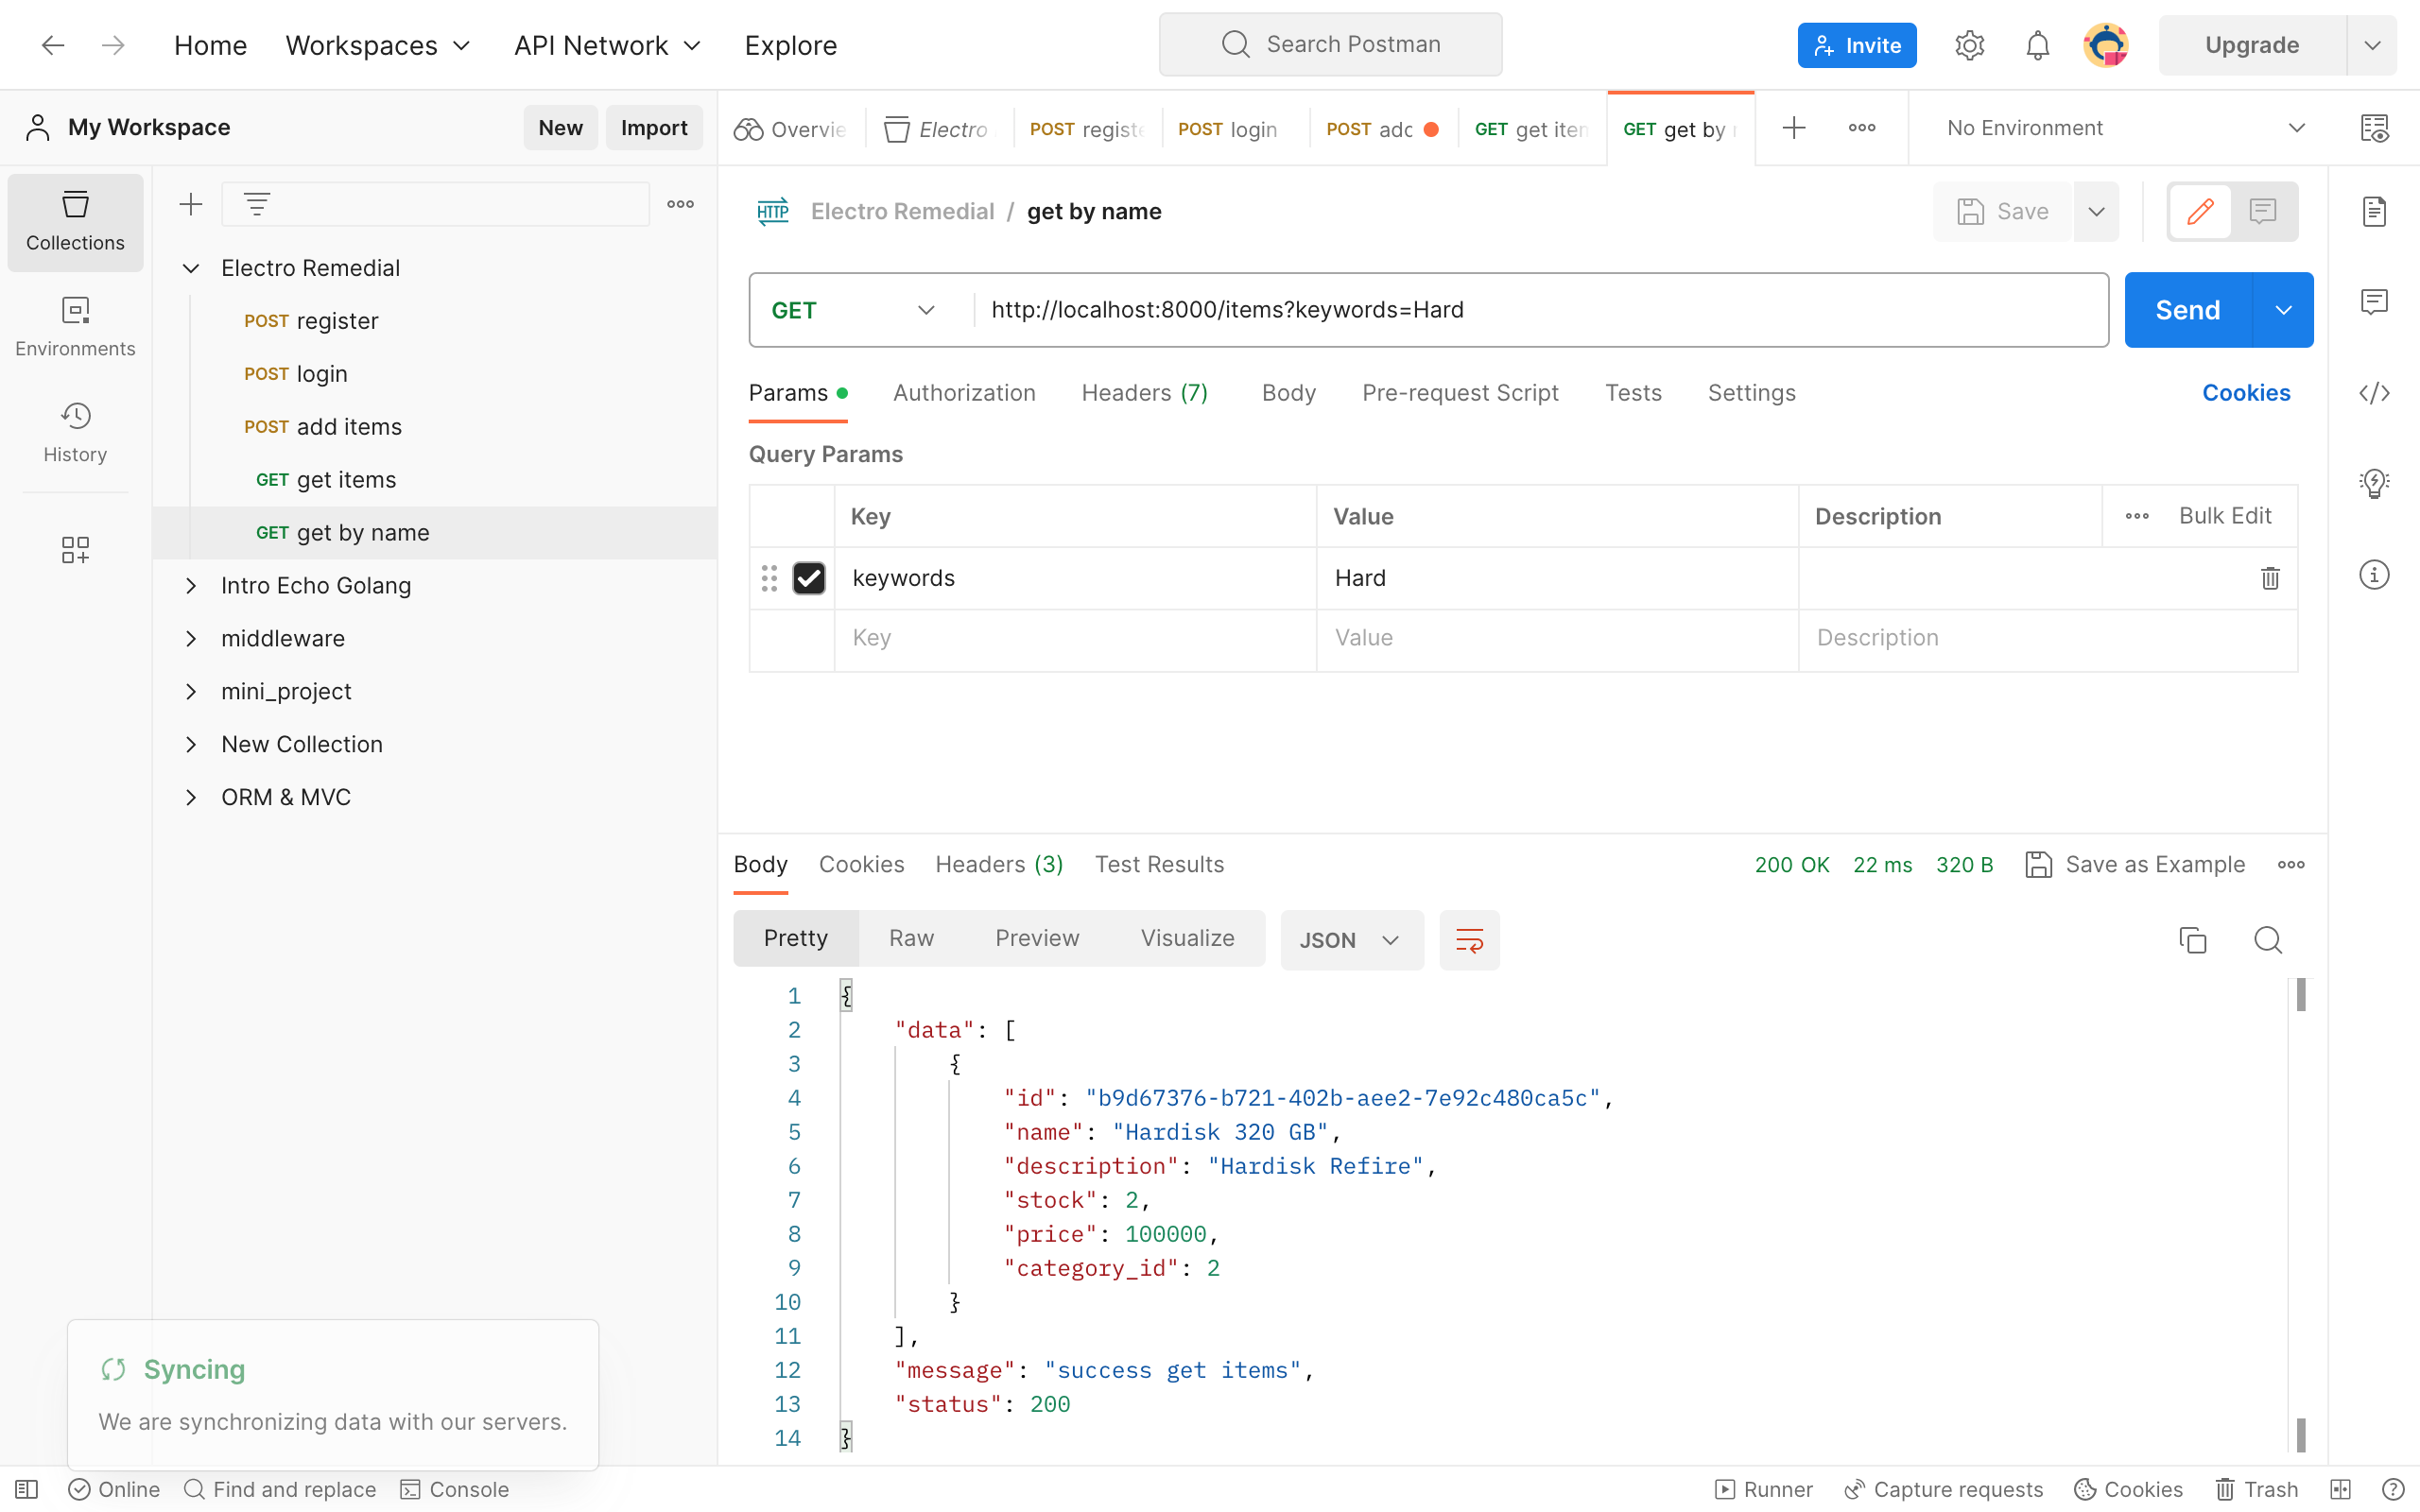 Home Workspaces API Network Explore Search Postman Invite Upgrade
My Workspace New Import Overvie Electro POST registe POST login POST adc GET get iten GET get by No Environment
Collections
Environments
History
Electro Remedial
POST register
POST login
POST add items
GET get items
GET get by name
Intro Echo Golang
middleware
mini_project
New Collection
ORM & MVC
HTTP Electro Remedial / get by name Save
GET http://localhost:8000/items?keywords=Hard Send
Params Authorization Headers (7) Body Pre-request Script Tests Settings Cookies
Query Params
Key Value Description Bulk Edit
keywords Hard
Key Value Description
Body Cookies Headers (3) Test Results 200 OK 22 ms 320 B Save as Example
Pretty Raw Preview Visualize JSON
1 {
2 "data": [
3 {
4 "id": "b9d67376-b721-402b-aee2-7e92c480ca5c",
5 "name": "Hardisk 320 GB",
6 "description": "Hardisk Refire",
7 "stock": 2,
8 "price": 100000,
9 "category_id": 2
10 }
11 ],
12 "message": "success get items",
13 "status": 200
14 }
Syncing
We are synchronizing data with our servers.
Online Find and replace Console Runner Capture requests Cookies Trash